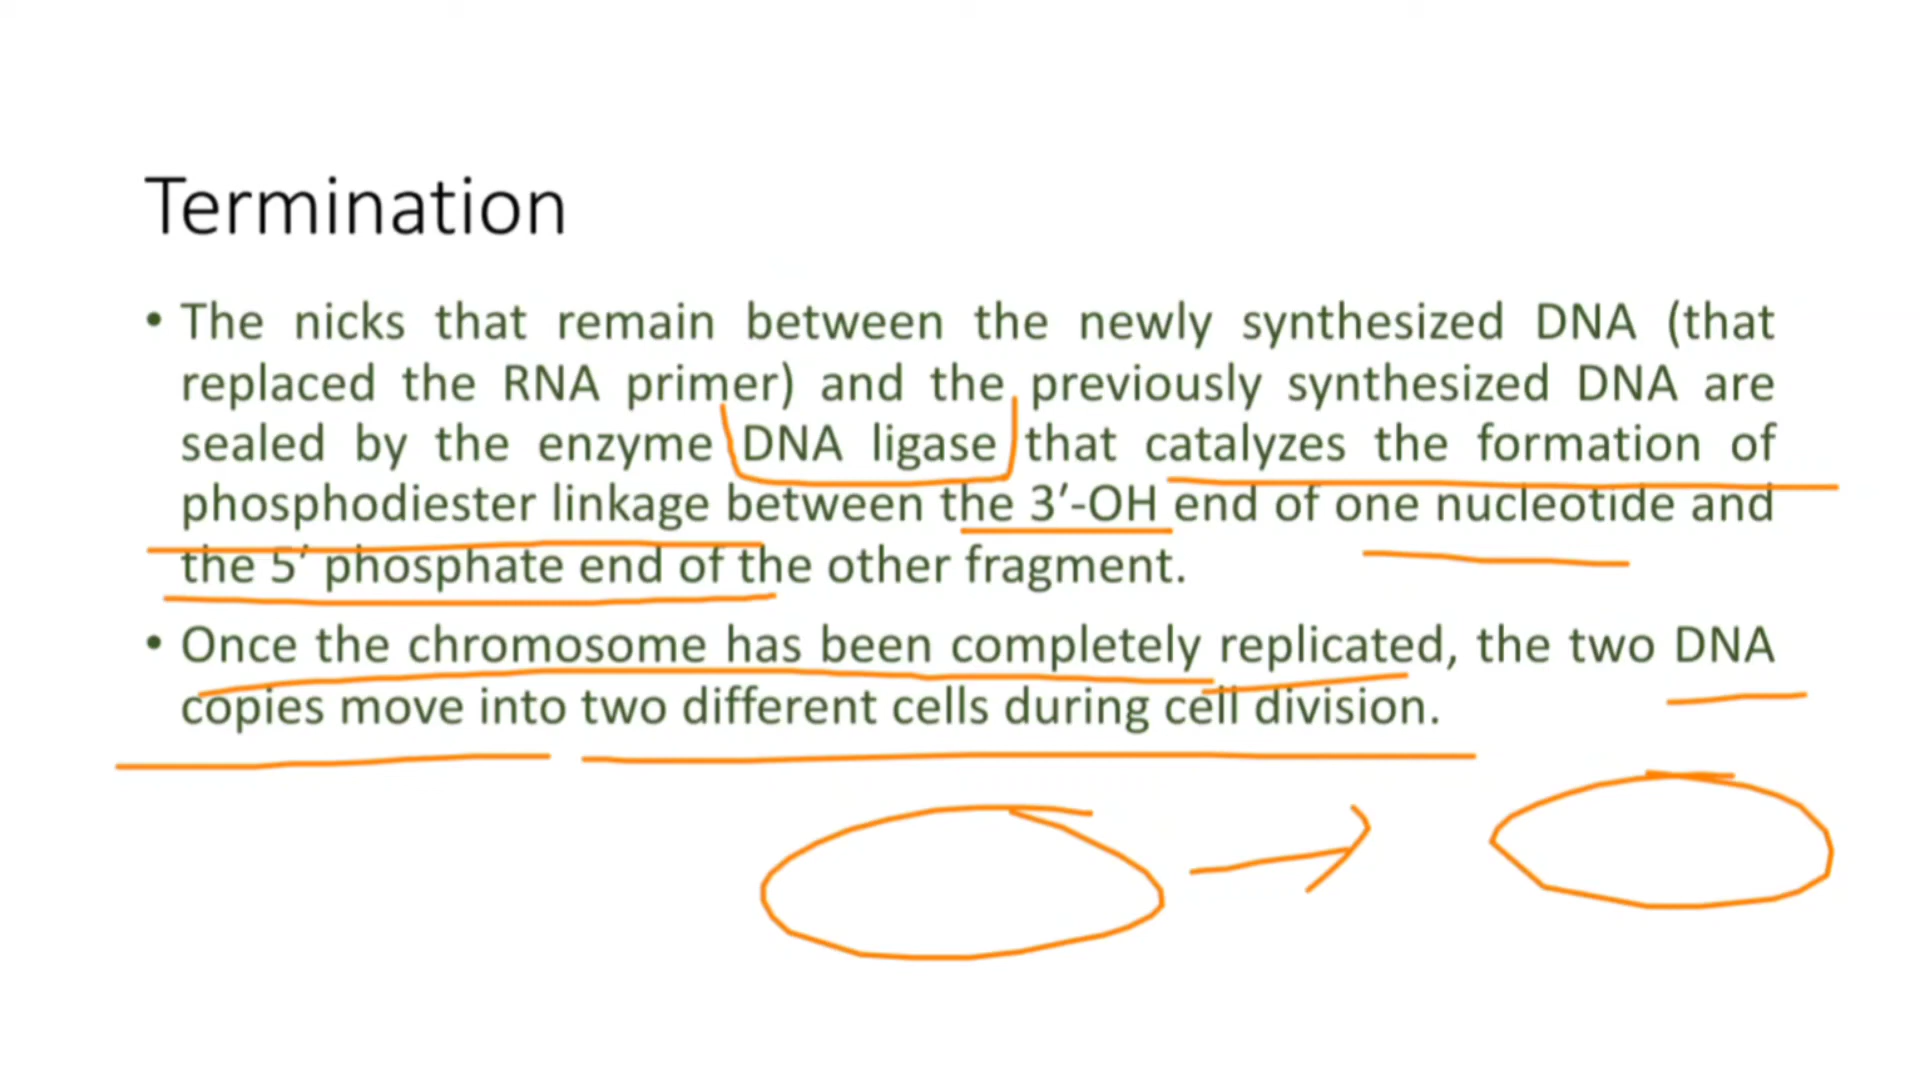 Termination
• The nicks that remain between the newly synthesized DNA (that
replaced the RNA primer) and the previously synthesized DNA are
sealed by the enzyme DNA ligase that catalyzes the formation of
phosphodiester linkage between the 3′-OH end of one nucleotide and
the 5′ phosphate end of the other fragment.
• Once the chromosome has been completely replicated, the two DNA
copies move into two different cells during cell division.